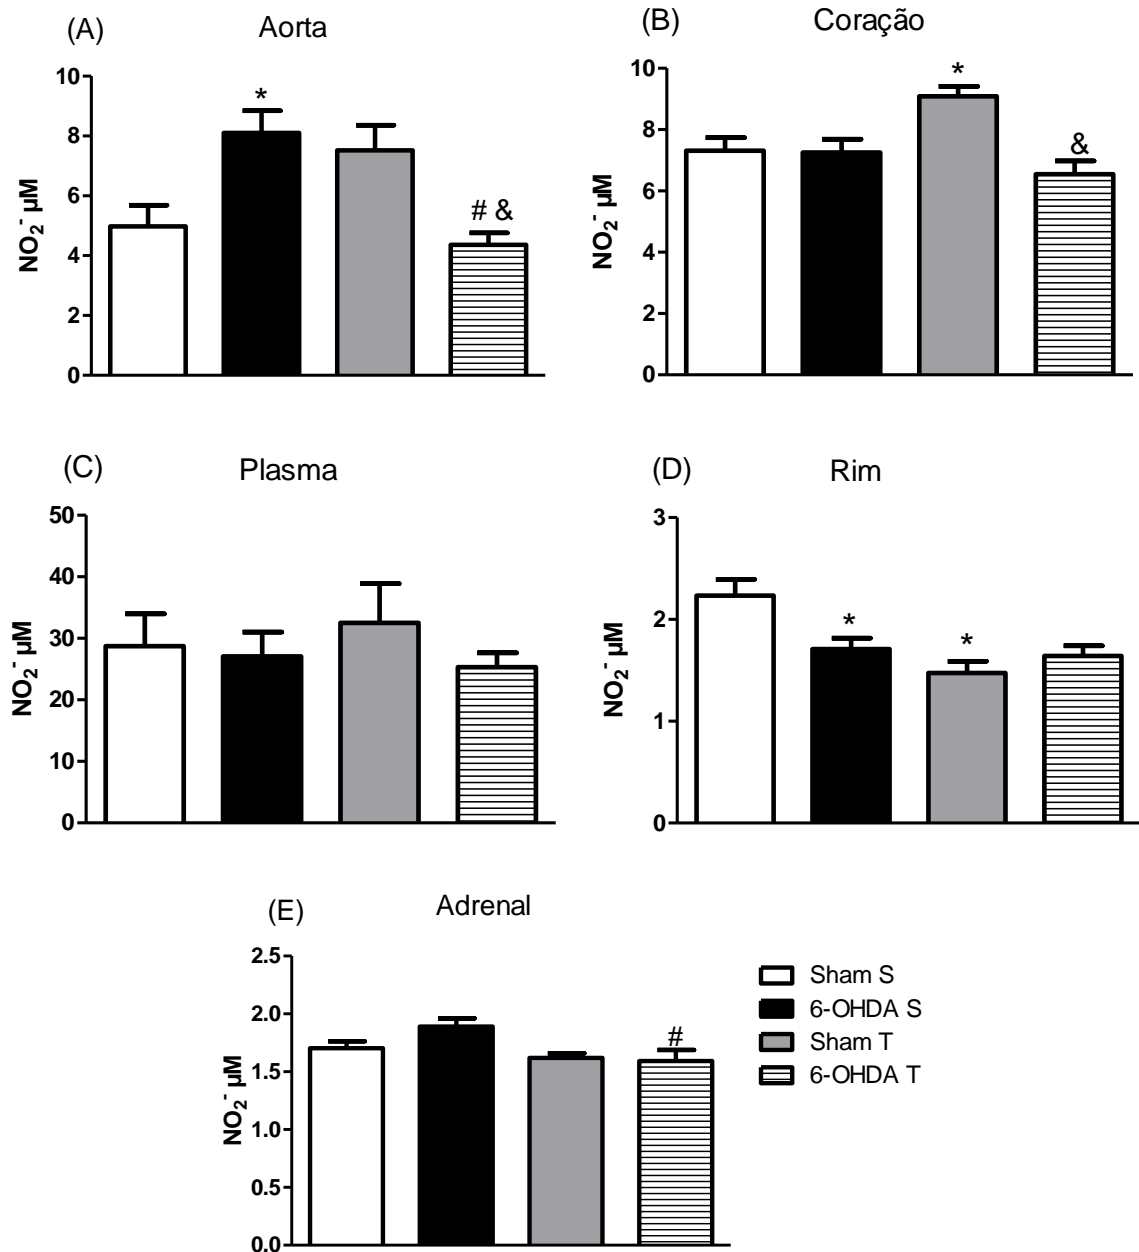 (A) Aorta
10
8
6
4
2
0
NO₂⁻ µM
*
# &
(B) Coração
10
8
6
4
2
0
NO₂⁻ µM
*
&
(C) Plasma
50
40
30
20
10
0
NO₂⁻ µM
(D) Rim
3
2
1
0
NO₂⁻ µM
*
*
(E) Adrenal
2.5
2.0
1.5
1.0
0.5
0.0
NO₂⁻ µM
#
Sham S
6-OHDA S
Sham T
6-OHDA T